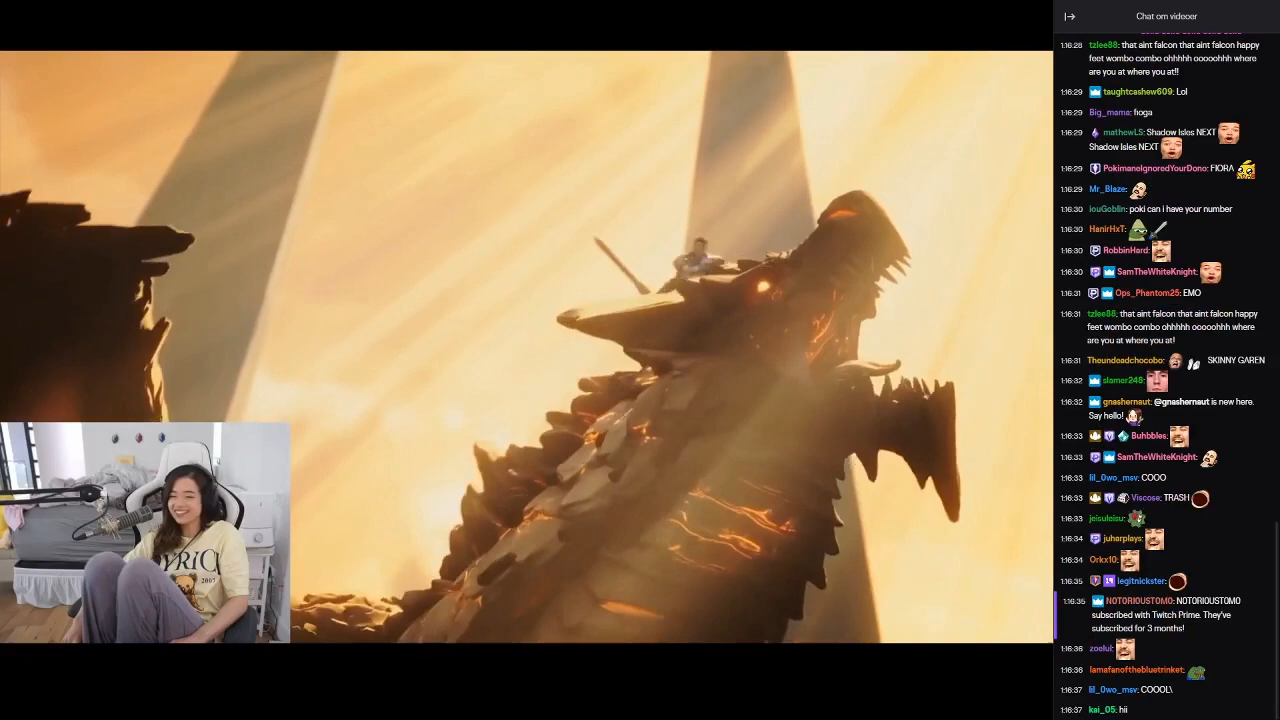 Chat om videoer
1:16:28 tzlee88: that aint falcon that aint falcon happy
feet wombo combo ohhhhh ooooohhh where
are you at where you at!!
1:16:29 taughtcashew609: Lol
1:16:29 Big_mama: fioga
1:16:29 mathewLS: Shadow Isles NEXT
Shadow Isles NEXT
1:16:29 PokimaneIgnoredYourDono: FIORA
1:16:29 Mr_Blaze:
1:16:30 iouGoblin: poki can i have your number
1:16:30 HanirHxT:
1:16:30 RobbinHard:
1:16:30 SamTheWhiteKnight:
1:16:31 Ops_Phantom25: EMO
1:16:31 tzlee88: that aint falcon that aint falcon happy
feet wombo combo ohhhhh ooooohhh where
are you at where you at!
1:16:31 Theundeadchocobo: SKINNY GAREN
1:16:32 slamer245:
1:16:32 gnashernaut: @gnashernaut is new here.
Say hello!
1:16:33 Buhbbles:
1:16:33 SamTheWhiteKnight:
1:16:33 lil_0wo_msv: COOO
1:16:33 Viscose: TRASH
1:16:33 jeisuleisu:
1:16:34 juharplays:
1:16:34 Orkx10:
1:16:35 legitnickster:
1:16:35 NOTORIOUSTOMO: NOTORIOUSTOMO
subscribed with Twitch Prime. They've
subscribed for 3 months!
1:16:36 zoelul:
1:16:36 Iamafanofthebluetrinket:
1:16:37 lil_0wo_msv: COOOL\
1:16:37 kai_05: hii
LYRIC
2007